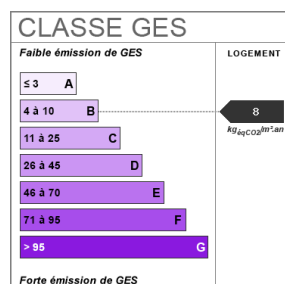 CLASSE GES
Faible émission de GES
LOGEMENT
≤ 3 A
4 à 10 B
8
kgéqCO2/m².an
11 à 25 C
26 à 45 D
46 à 70 E
71 à 95 F
> 95 G
Forte émission de GES